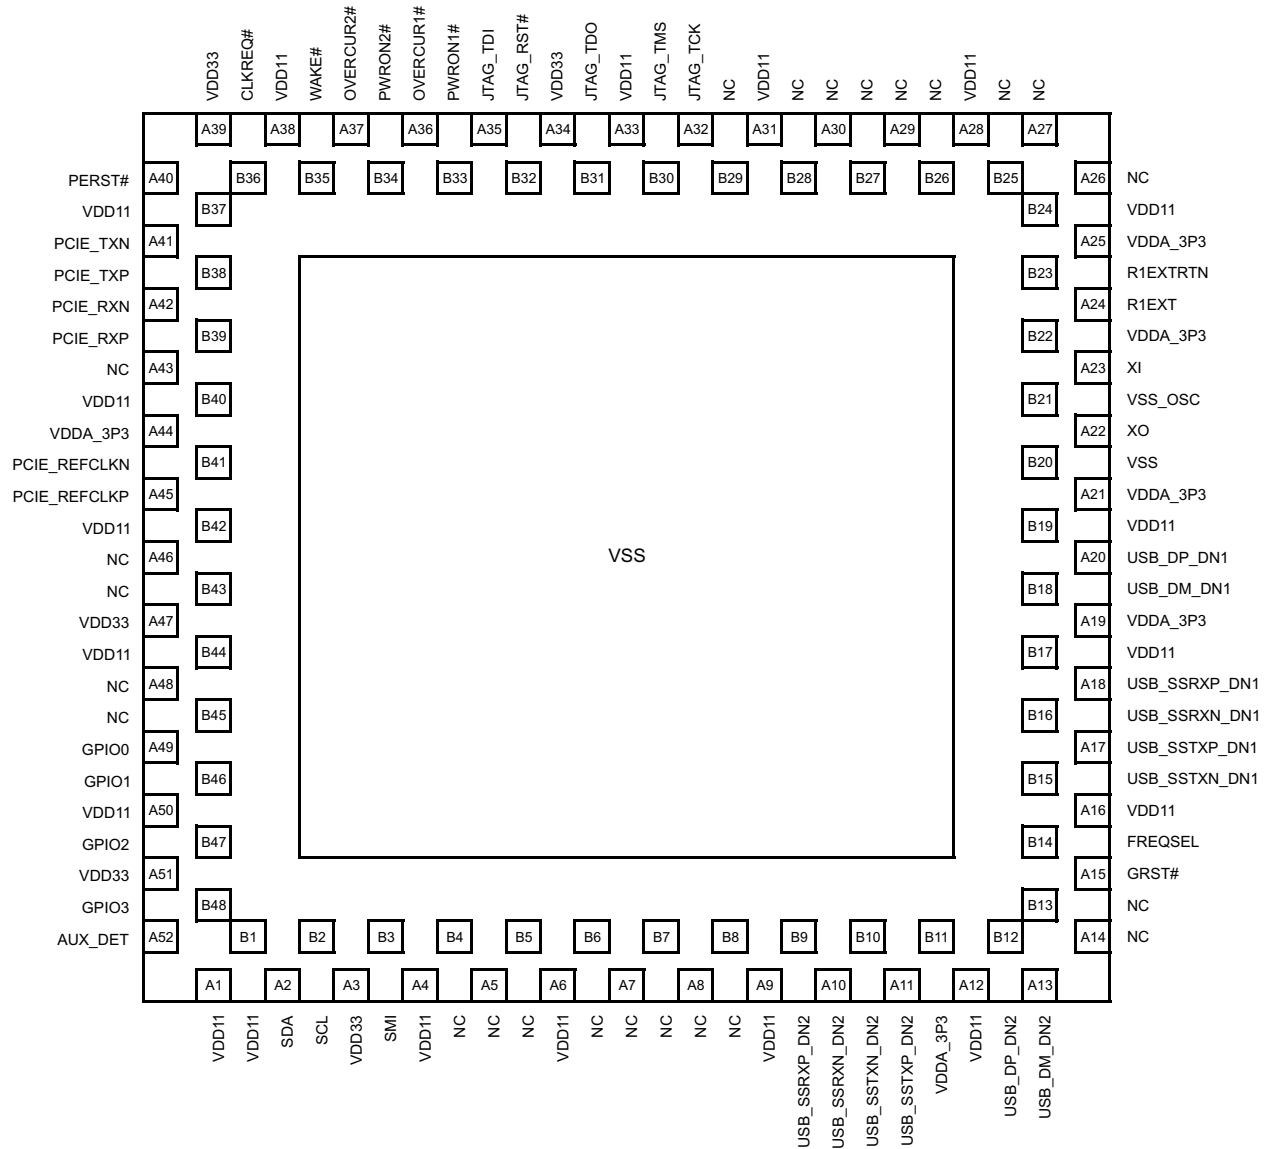 VDD33
CLKREQ#
VDD11
WAKE#
OVERCUR2#
PWRON2#
OVERCUR1#
PWRON1#
JTAG_TDI
JTAG_RST#
VDD33
JTAG_TDO
VDD11
JTAG_TMS
JTAG_TCK
NC
VDD11
NC
NC
NC
NC
NC
VDD11
NC
NC
A39 A38 A37 A36 A35 A34 A33 A32 A31 A30 A29 A28 A27
PERST# A40 B36 B35 B34 B33 B32 B31 B30 B29 B28 B27 B26 B25 A26 NC
VDD11 B37 B24 VDD11
PCIE_TXN A41 A25 VDDA_3P3
PCIE_TXP B38 B23 R1EXTRTN
PCIE_RXN A42 A24 R1EXT
PCIE_RXP B39 B22 VDDA_3P3
NC A43 A23 XI
VDD11 B40 B21 VSS_OSC
VDDA_3P3 A44 A22 XO
PCIE_REFCLKN B41 B20 VSS
PCIE_REFCLKP A45 A21 VDDA_3P3
VDD11 B42 B19 VDD11
VSS
NC A46 A20 USB_DP_DN1
NC B43 B18 USB_DM_DN1
VDD33 A47 A19 VDDA_3P3
VDD11 B44 B17 VDD11
NC A48 A18 USB_SSRXP_DN1
NC B45 B16 USB_SSRXN_DN1
GPIO0 A49 A17 USB_SSTXP_DN1
GPIO1 B46 B15 USB_SSTXN_DN1
VDD11 A50 A16 VDD11
GPIO2 B47 B14 FREQSEL
VDD33 A51 A15 GRST#
GPIO3 B48 B13 NC
AUX_DET A52 B1 B2 B3 B4 B5 B6 B7 B8 B9 B10 B11 B12 A14 NC
A1 A2 A3 A4 A5 A6 A7 A8 A9 A10 A11 A12 A13
VDD11
VDD11
SDA
SCL
VDD33
SMI
VDD11
NC
NC
NC
VDD11
NC
NC
NC
NC
NC
VDD11
USB_SSRXP_DN2
USB_SSRXN_DN2
USB_SSTXN_DN2
USB_SSTXP_DN2
VDDA_3P3
VDD11
USB_DP_DN2
USB_DM_DN2